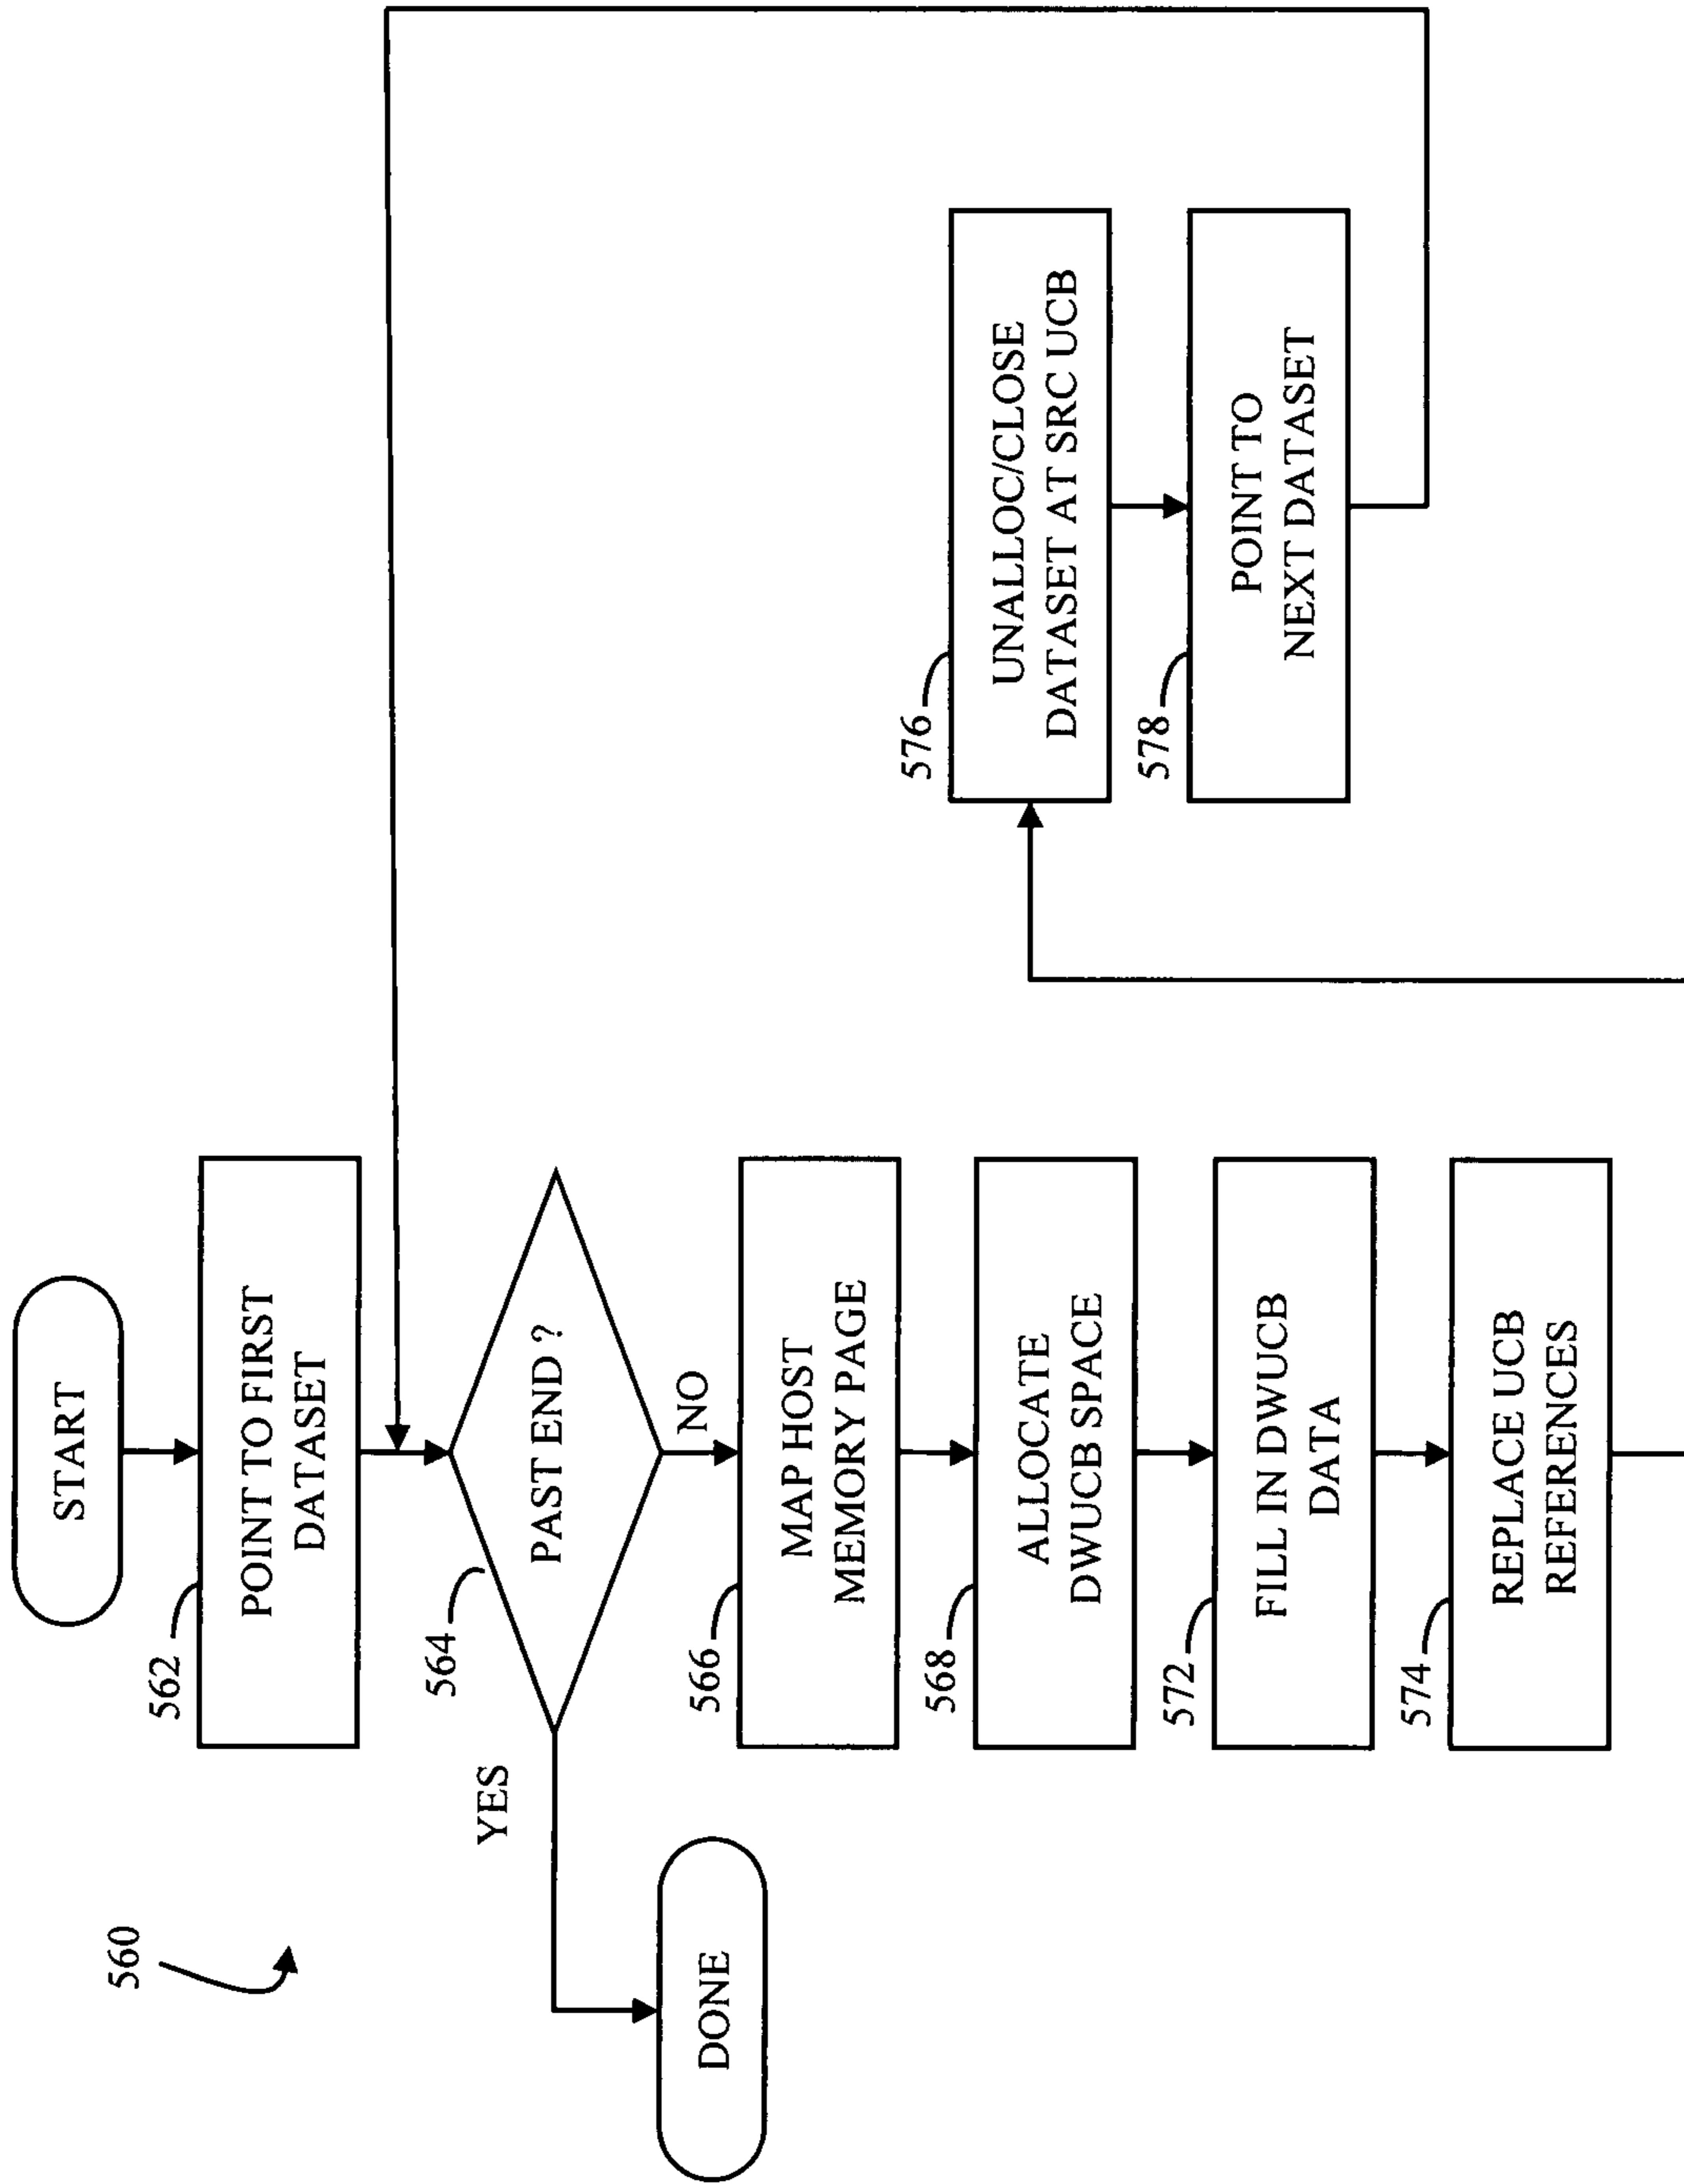 560
START
562
POINT TO FIRST
DATASET
564
PAST END ?
YES
DONE
NO
566
MAP HOST
MEMORY PAGE
568
ALLOCATE
DWUCB SPACE
572
FILL IN DWUCB
DATA
574
REPLACE UCB
REFERENCES
576
UNALLOC/CLOSE
DATASET AT SRC UCB
578
POINT TO
NEXT DATASET